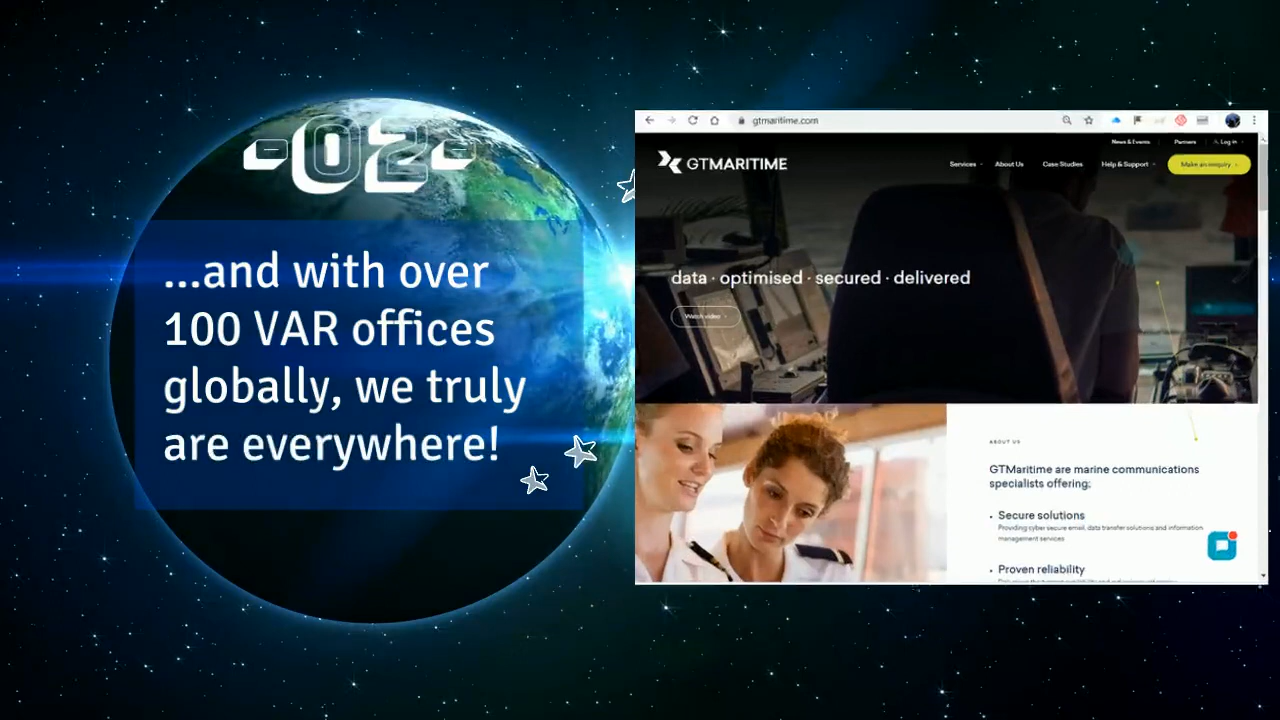 -02-
...and with over
100 VAR offices
globally, we truly
are everywhere!
gtmaritime.com
News & Events
Partners
Log in
GTMARITIME
Services
About Us
Case Studies
Help & Support
Make an enquiry
data · optimised · secured · delivered
Watch video
ABOUT US
GTMaritime are marine communications
specialists offering;
• Secure solutions
Providing cyber secure email, data transfer solutions and information
management services
• Proven reliability